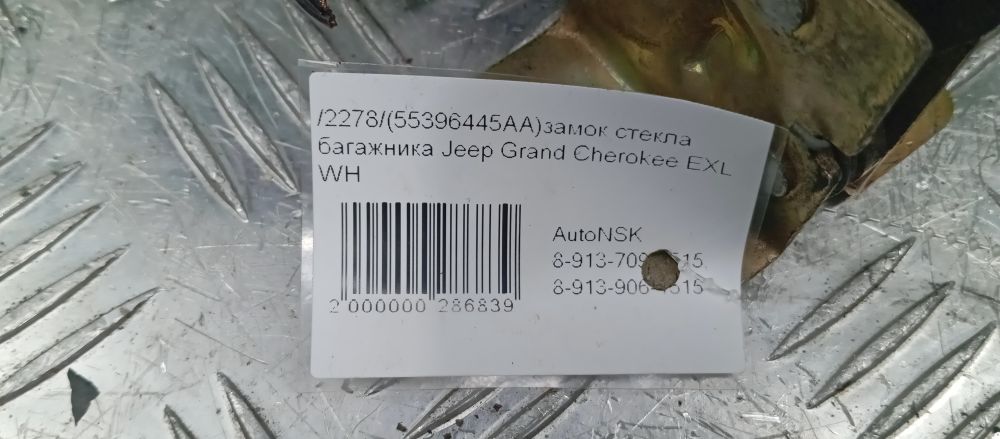 /2278/(55396445AA)замок стекла
багажника Jeep Grand Cherokee EXL
WH
AutoNSK
2 000000 286839